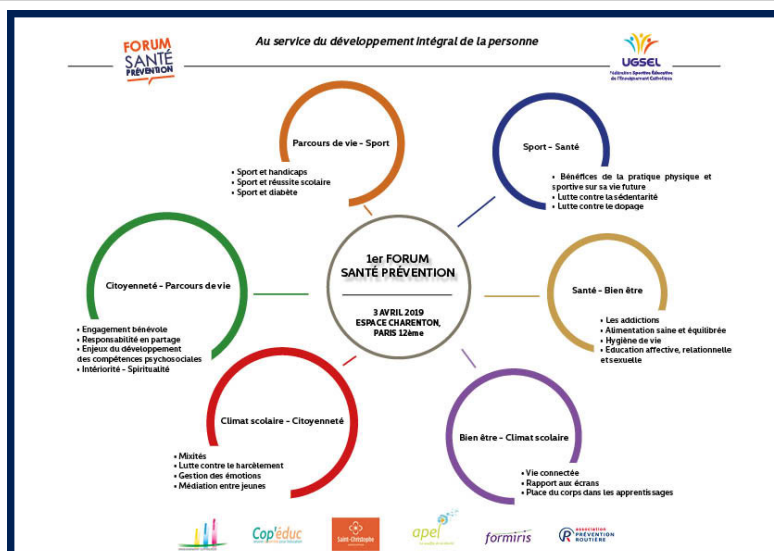 FORUM
SANTÉ
PRÉVENTION
Au service du développement intégral de la personne
UGSEL
Fédération Sportive Éducative
de l'Enseignement Catholique
Parcours de vie - Sport
• Sport et handicaps
• Sport et réussite scolaire
• Sport et diabète
Sport - Santé
• Bénéfices de la pratique physique et
sportive sur sa vie future
• Lutte contre la sédentarité
• Lutte contre le dopage
1er FORUM
SANTÉ PRÉVENTION
3 AVRIL 2019
ESPACE CHARENTON,
PARIS 12ème
Citoyenneté - Parcours de vie
• Engagement bénévole
• Responsabilité en partage
• Enjeux du développement
des compétences psychosociales
• Intériorité - Spiritualité
Santé - Bien être
• Les addictions
• Alimentation saine et équilibrée
• Hygiène de vie
• Education affective, relationnelle
et sexuelle
Climat scolaire - Citoyenneté
• Mixités
• Lutte contre le harcèlement
• Gestion des émotions
• Médiation entre jeunes
Bien être - Climat scolaire
• Vie connectée
• Rapport aux écrans
• Place du corps dans les apprentissages
Cop'éduc
Saint-Christophe
apel
formiris
association
PRÉVENTION
ROUTIÈRE